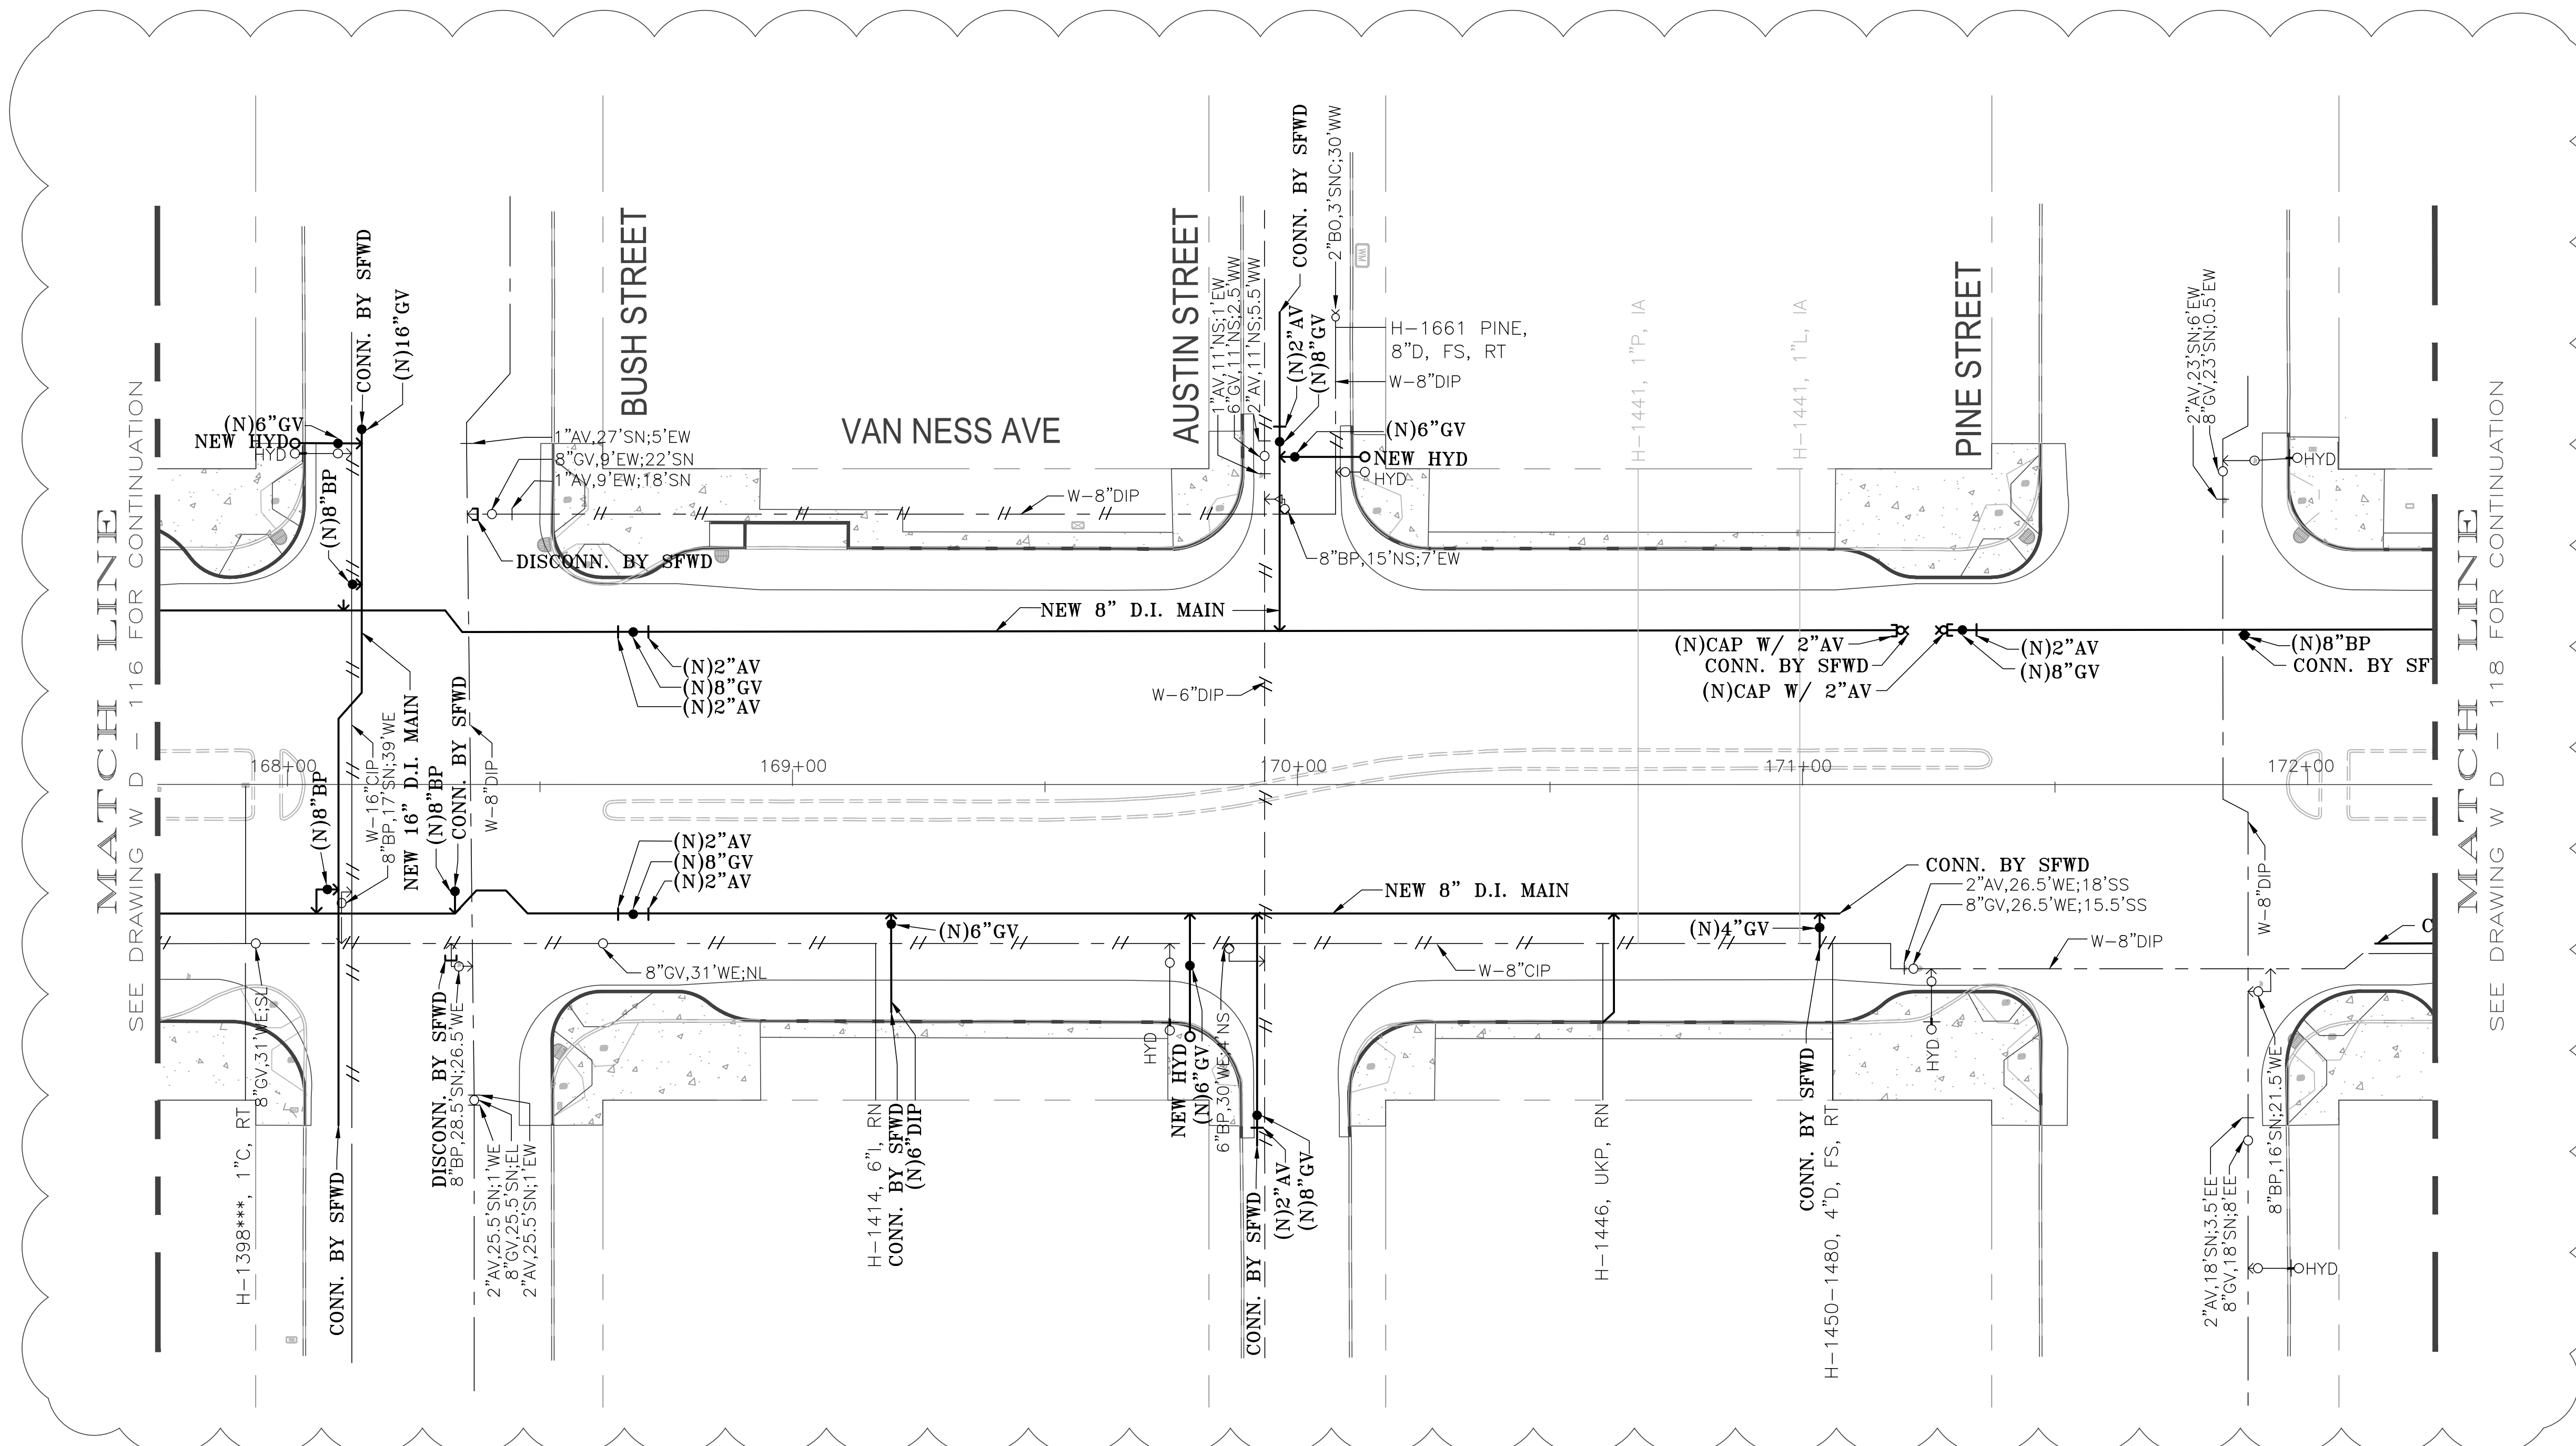 MATCH LINE
SEE DRAWING W D - 116 FOR CONTINUATION
CONN. BY SFWD
(N)16"GV
(N)6"GV
NEW HYD
HYD
(N)8"BP
BUSH STREET
1"AV,27'SN;5'EW
8"GV,9'EW;22'SN
1"AV,9'EW;18'SN
DISCONN. BY SFWD
VAN NESS AVE
W-8"DIP
AUSTIN STREET
1"AV,11'NS;1'EW
6"GV,11'NS;2.5'WW
2"AV,11'NS;5.5'WW
CONN. BY SFWD
(N)2"AV
(N)8"GV
2"BO,3'SNC;30'WW
WM
H-1661 PINE,
8"D, FS, RT
W-8"DIP
(N)6"GV
NEW HYD
HYD
8"BP,15'NS;7'EW
H-1441, 1"P, IA
H-1441, 1"L, IA
PINE STREET
2"AV,23'SN;6'EW
8"GV,23'SN;0.5'EW
HYD
NEW 8" D.I. MAIN
(N)2"AV
(N)8"GV
(N)2"AV
W-6"DIP
(N)CAP W/ 2"AV
CONN. BY SFWD
(N)CAP W/ 2"AV
(N)2"AV
(N)8"GV
(N)8"BP
CONN. BY SF
168+00
169+00
170+00
171+00
172+00
(N)8"BP
W-16"CIP
8"BP,17'SN;39'WE
NEW 16" D.I. MAIN
(N)8"BP
CONN. BY SFWD
W-8"DIP
(N)2"AV
(N)8"GV
(N)2"AV
NEW 8" D.I. MAIN
CONN. BY SFWD
2"AV,26.5'WE;18'SS
8"GV,26.5'WE;15.5'SS
W-8"DIP
W-8"DIP
C
(N)6"GV
(N)4"GV
8"GV,31'WE;NL
W-8"CIP
H-1398***, 1"C, RT
8"GV,31'WE;SL
CONN. BY SFWD
DISCONN. BY SFWD
8"BP,28.5'SN;26.5'WE
2"AV,25.5'SN;1'WE
8"GV,25.5'SN;EL
2"AV,25.5'SN;1'EW
H-1414, 6"I, RN
CONN. BY SFWD
(N)6"DIP
HYD
NEW HYD
(N)6"GV
6"BP,30'WE;4'NS
CONN. BY SFWD
(N)2"AV
(N)8"GV
H-1446, UKP, RN
CONN. BY SFWD
H-1450-1480, 4"D, FS, RT
HYD
2"AV,18'SN;3.5'EE
8"GV,18'SN;8'EE
8"BP,16'SN;21.5'WE
HYD
MATCH LINE
SEE DRAWING W D - 118 FOR CONTINUATION